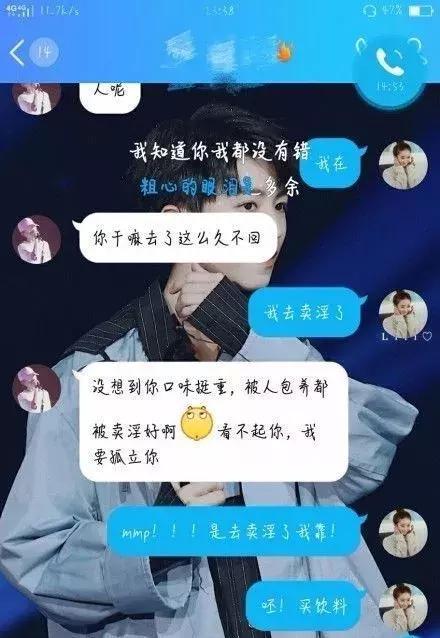 4G 4G 11.7k/s 23:38 47%
14
14:53
人呢
我知道你我都没有错
我在
粗心的眼泪是多余
你干嘛去了这么久不回
我去卖淫了
L
没想到你口味挺重，被人包养都
被卖淫好啊 看不起你，我
要孤立你
mmp！！！是去卖淫了我靠！
呸！买饮料